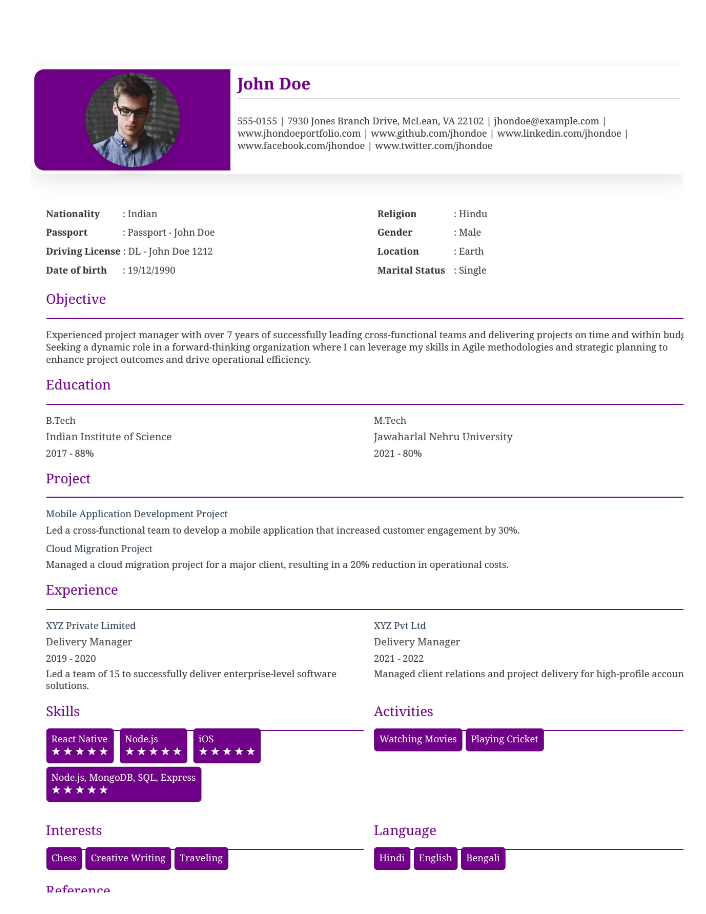 John Doe
555-0155 | 7930 Jones Branch Drive, McLean, VA 22102 | jhondoe@example.com |
www.jhondoeportfolio.com | www.github.com/jhondoe | www.linkedin.com/jhondoe |
www.facebook.com/jhondoe | www.twitter.com/jhondoe
Nationality : Indian
Passport : Passport - John Doe
Driving License : DL - John Doe 1212
Date of birth : 19/12/1990
Religion : Hindu
Gender : Male
Location : Earth
Marital Status : Single
Objective
Experienced project manager with over 7 years of successfully leading cross-functional teams and delivering projects on time and within
Seeking a dynamic role in a forward-thinking organization where I can leverage my skills in Agile methodologies and strategic planning to
enhance project outcomes and drive operational efficiency.
Education
B.Tech
Indian Institute of Science
2017 - 88%
M.Tech
Jawaharlal Nehru University
2021 - 80%
Project
Mobile Application Development Project
Led a cross-functional team to develop a mobile application that increased customer engagement by 30%.
Cloud Migration Project
Managed a cloud migration project for a major client, resulting in a 20% reduction in operational costs.
Experience
XYZ Private Limited
Delivery Manager
2019 - 2020
Led a team of 15 to successfully deliver enterprise-level software
solutions.
XYZ Pvt Ltd
Delivery Manager
2021 - 2022
Managed client relations and project delivery for high-profile accoun
Skills
React Native
★★★★★
Node.js
★★★★★
iOS
★★★★★
Node.js, MongoDB, SQL, Express
★★★★★
Activities
Watching Movies
Playing Cricket
Interests
Chess
Creative Writing
Traveling
Language
Hindi
English
Bengali
Reference